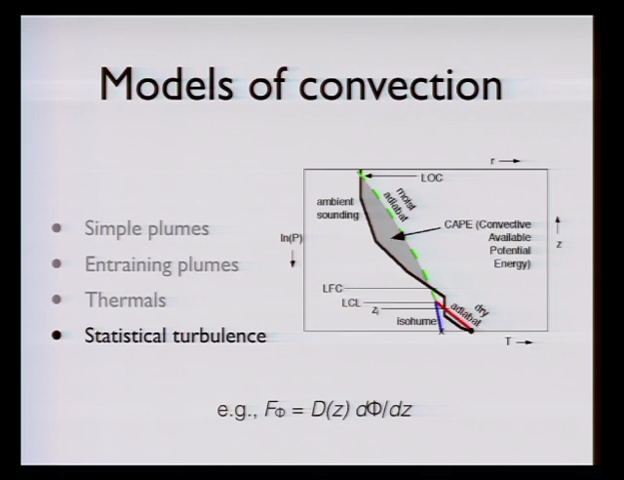 Models of convection
• Simple plumes
• Entraining plumes
• Thermals
• Statistical turbulence
r
LOC
moist
adiabat
ambient
sounding
CAPE (Convective
Available
Potential
Energy)
ln(P)
z
LFC
LCL
zi
dry
adiabat
isohume
T
e.g., FΦ = D(z) dΦ/dz